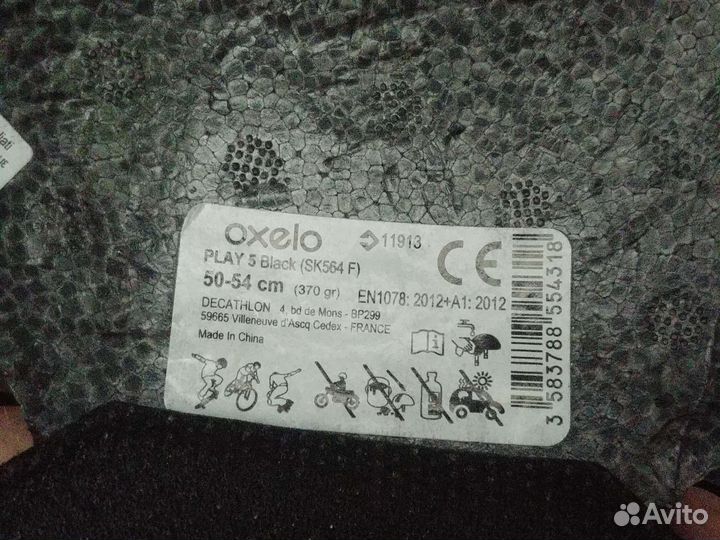 oxelo
11913
CE
PLAY 5 Black (SK564 F)
50-54 cm (370 gr)
EN1078: 2012+A1: 2012
DECATHLON 4, bd de Mons - BP299
59665 Villeneuve d'Ascq Cedex - FRANCE
Made In China
3 583788 554318
Avito